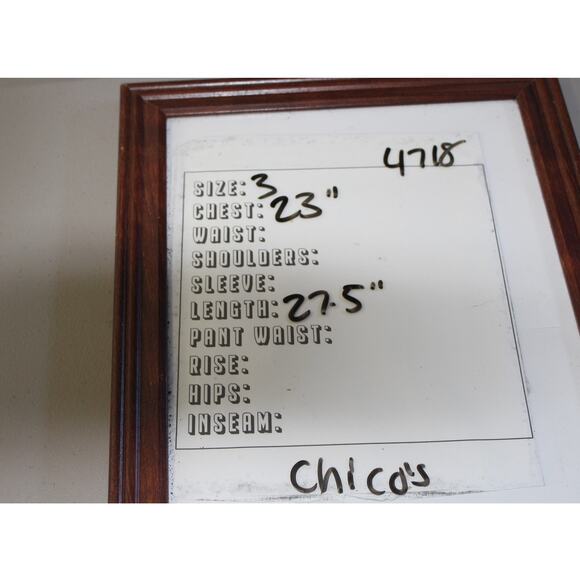 4718
SIZE: 3
CHEST: 23"
WAIST:
SHOULDERS:
SLEEVE:
LENGTH: 27.5"
PANT WAIST:
RISE:
HIPS:
INSEAM:
Chico's